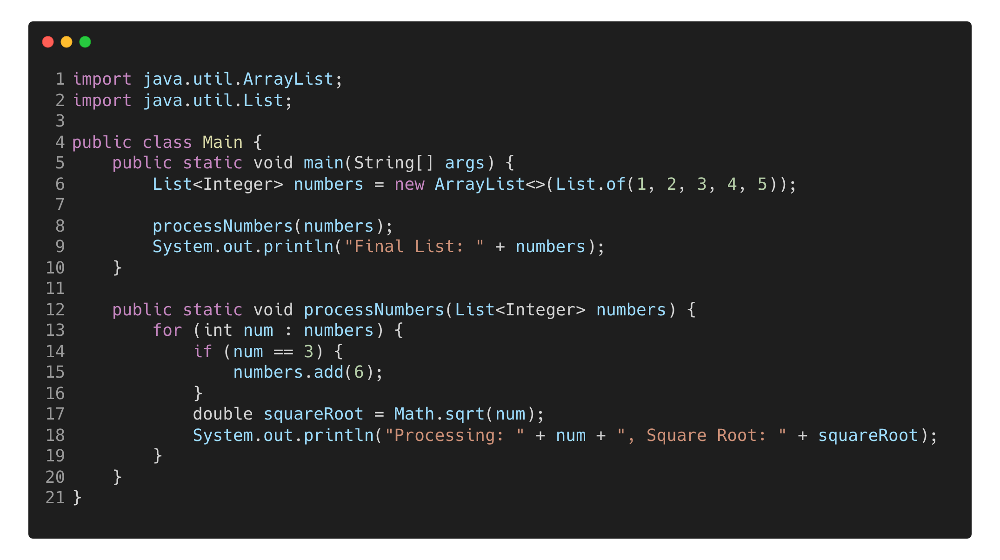 1 import java.util.ArrayList;
2 import java.util.List;
3
4 public class Main {
5     public static void main(String[] args) {
6         List<Integer> numbers = new ArrayList<>(List.of(1, 2, 3, 4, 5));
7
8         processNumbers(numbers);
9         System.out.println("Final List: " + numbers);
10     }
11
12     public static void processNumbers(List<Integer> numbers) {
13         for (int num : numbers) {
14             if (num == 3) {
15                 numbers.add(6);
16             }
17             double squareRoot = Math.sqrt(num);
18             System.out.println("Processing: " + num + ", Square Root: " + squareRoot);
19         }
20     }
21 }